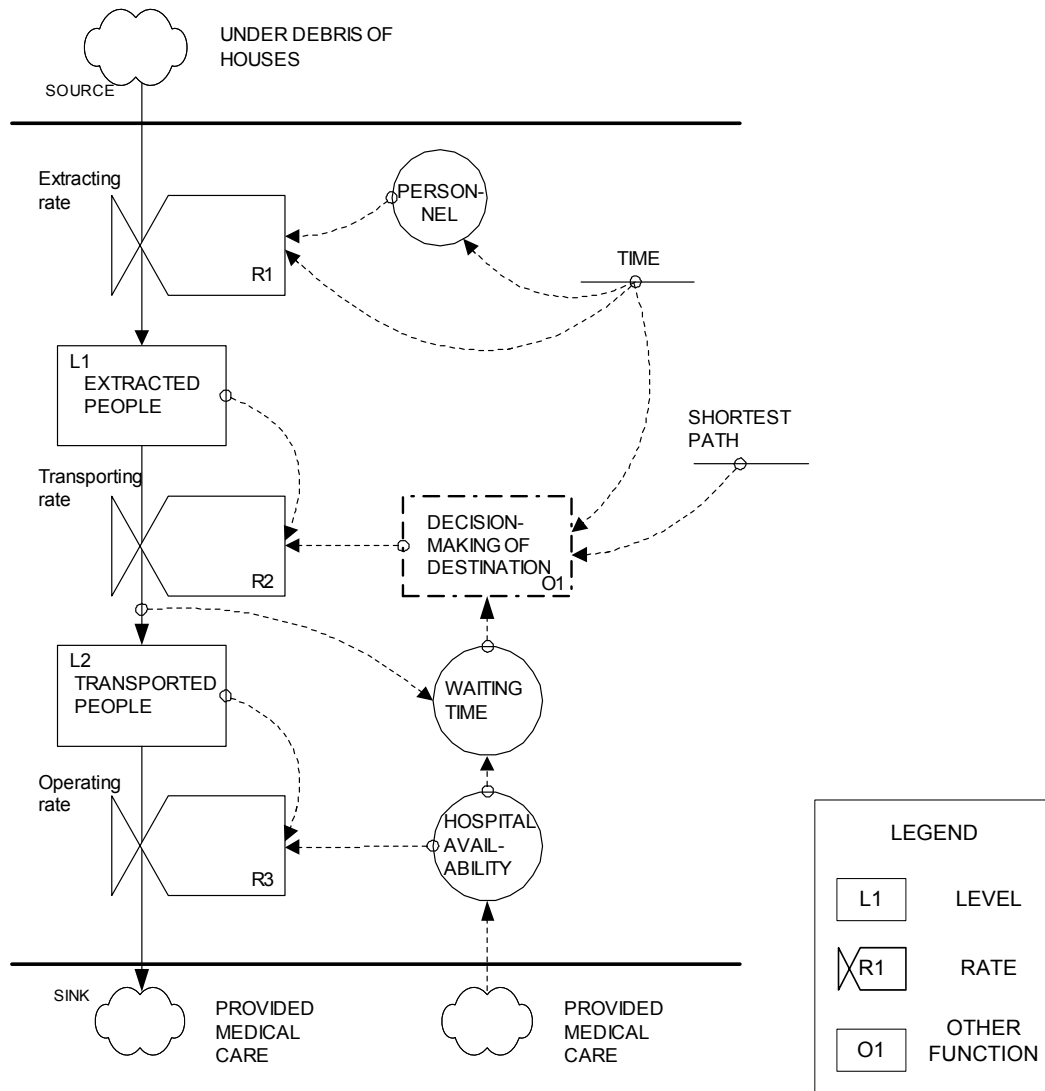 UNDER DEBRIS OF
HOUSES
SOURCE
Extracting
rate
PERSON-
NEL
R1
TIME
L1
EXTRACTED
PEOPLE
SHORTEST
PATH
Transporting
rate
DECISION-
MAKING OF
DESTINATION
O1
R2
L2
TRANSPORTED
PEOPLE
WAITING
TIME
Operating
rate
HOSPITAL
AVAIL-
ABILITY
R3
LEGEND
L1 LEVEL
R1 RATE
O1 OTHER
FUNCTION
SINK
PROVIDED
MEDICAL
CARE
PROVIDED
MEDICAL
CARE